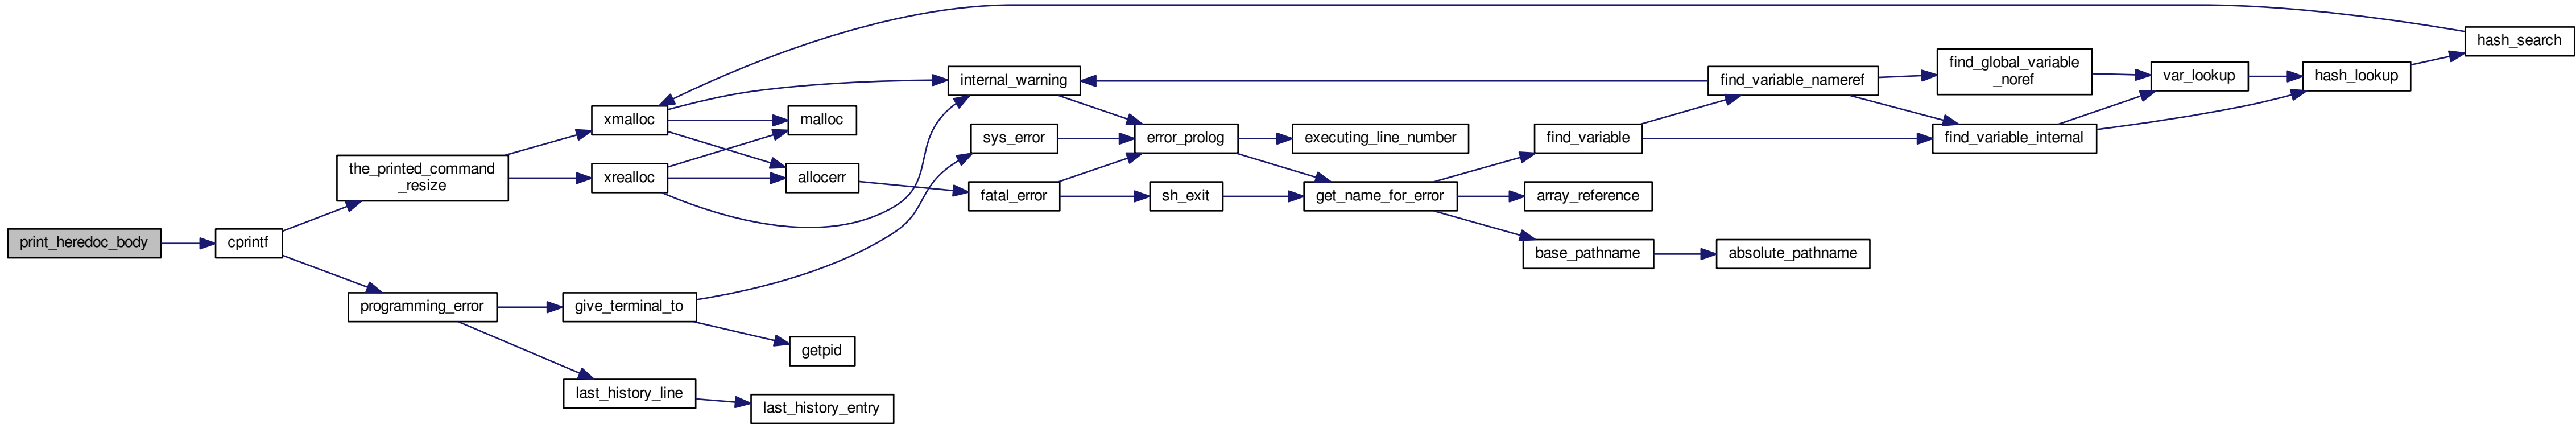 print_heredoc_body
cprintf
the_printed_command
_resize
programming_error
xmalloc
xrealloc
give_terminal_to
last_history_line
malloc
allocerr
getpid
last_history_entry
internal_warning
sys_error
fatal_error
error_prolog
sh_exit
executing_line_number
get_name_for_error
find_variable
array_reference
base_pathname
find_variable_nameref
absolute_pathname
find_global_variable
_noref
find_variable_internal
var_lookup
hash_lookup
hash_search